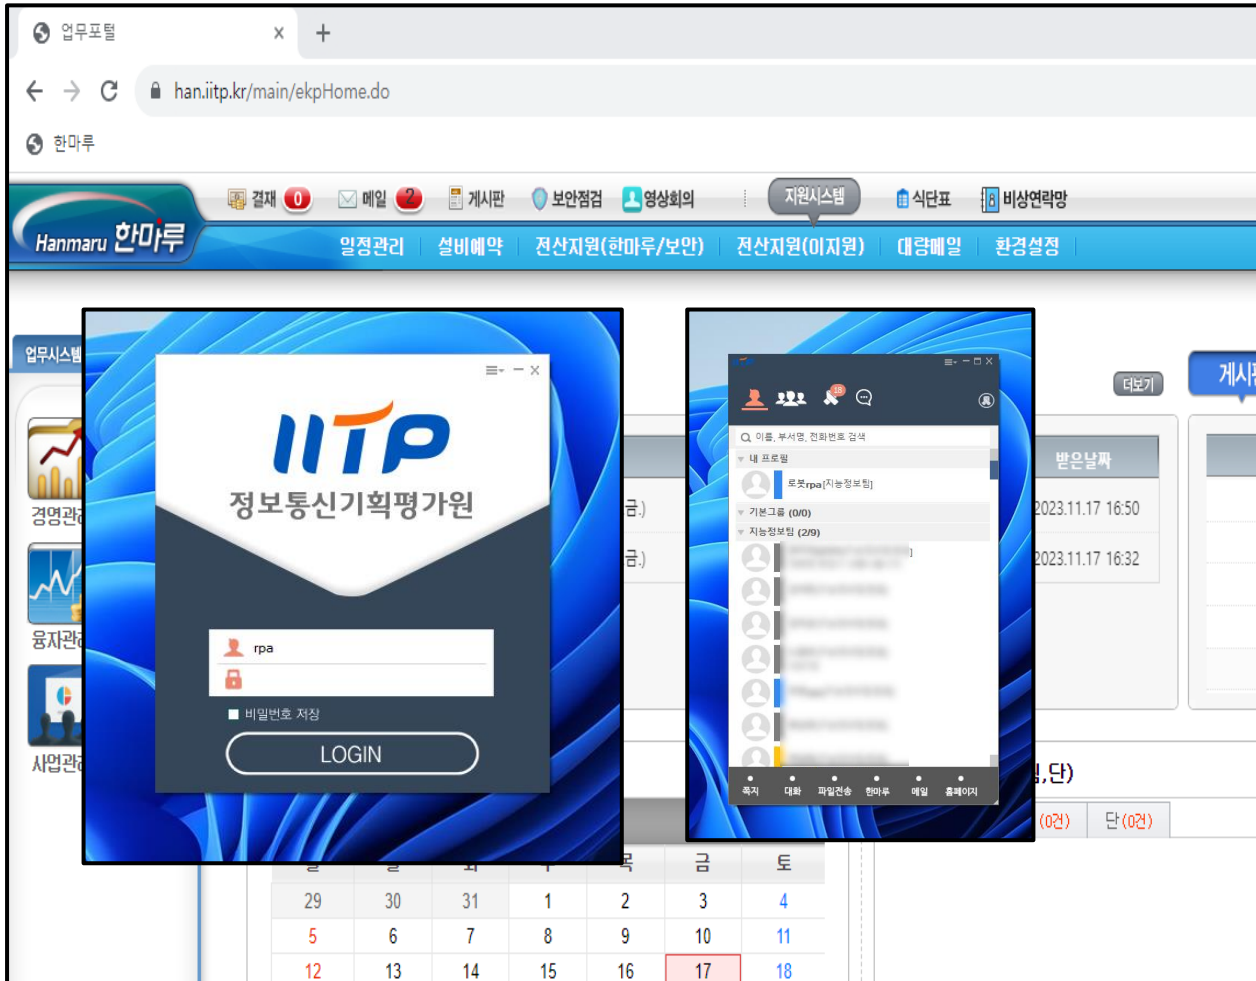 업무포털
han.iitp.kr/main/ekpHome.do
한마루
결재 0 메일 2 게시판 보안점검 영상회의 지원시스템 식단표 비상연락망
Hanmaru 한마루
일정관리 설비예약 전산지원(한마루/보안) 전산지원(미지원) 대량메일 환경설정
업무시스템
더보기
받은날짜
금.) 2023.11.17 16:50
금.) 2023.11.17 16:32
경영관
융자관
사업관
IITP
정보통신기획평가원
rpa
비밀번호 저장
LOGIN
IITP
18
이름, 부서명, 전화번호 검색
내 프로필
로봇rpa[지능정보팀]
기본그룹 (0/0)
지능정보팀 (2/9)
쪽지 대화 파일전송 한마루 메일 홈페이지
,단)
(0건) 단(0건)
금 토
29 30 31 1 2 3 4
5 6 7 8 9 10 11
12 13 14 15 16 17 18